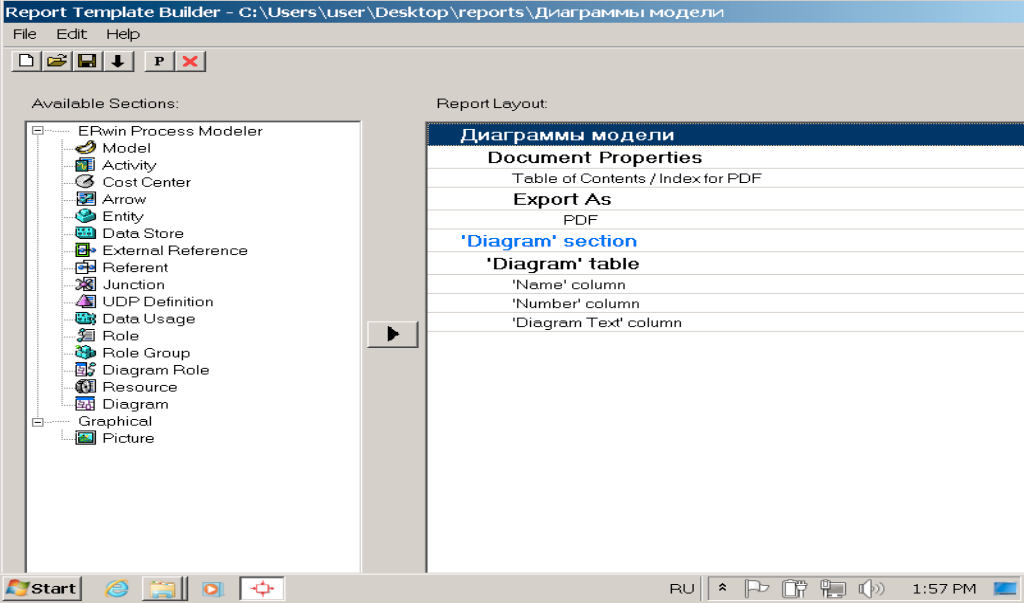 Report Template Builder - C:\Users\user\Desktop\reports\Диаграммы модели
File Edit Help
P
Available Sections:
Report Layout:
ERwin Process Modeler
Model
Activity
Cost Center
Arrow
Entity
Data Store
External Reference
Referent
Junction
UDP Definition
Data Usage
Role
Role Group
Diagram Role
Resource
Diagram
Graphical
Picture
Диаграммы модели
Document Properties
Table of Contents / Index for PDF
Export As
PDF
'Diagram' section
'Diagram' table
'Name' column
'Number' column
'Diagram Text' column
Start
RU
1:57 PM